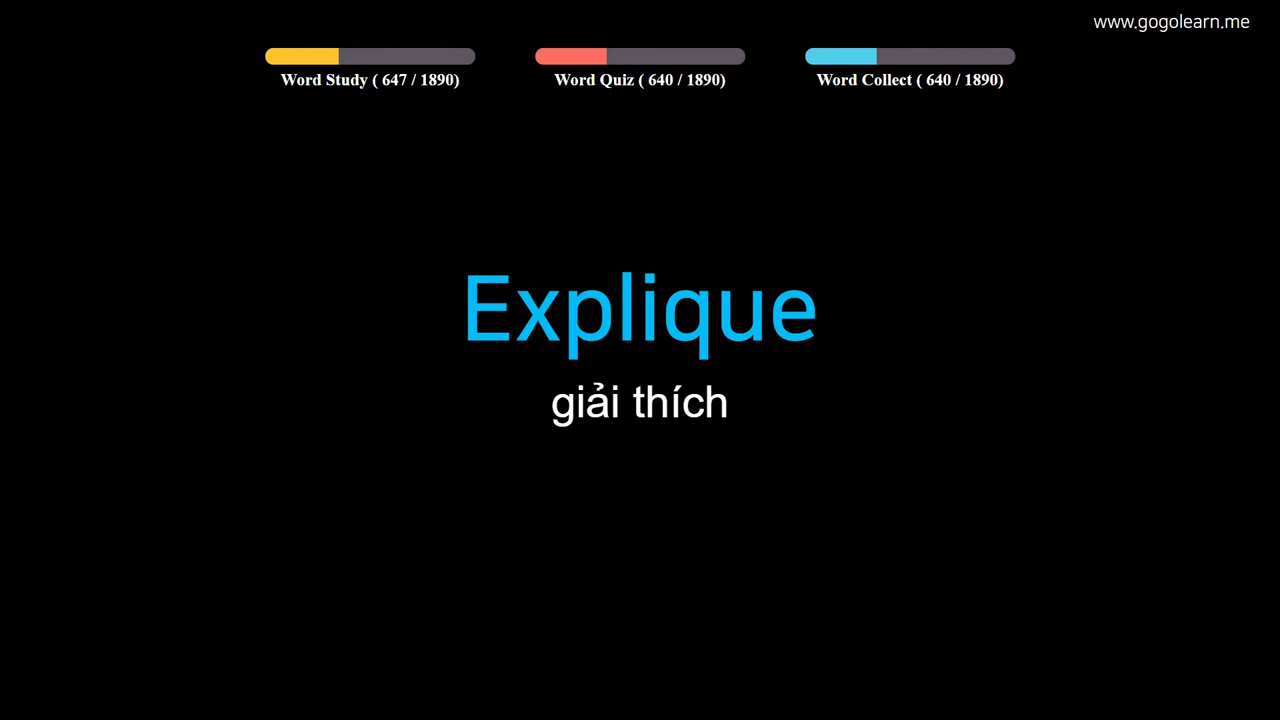 www.gogolearn.me
Word Study ( 647 / 1890)
Word Quiz ( 640 / 1890)
Word Collect ( 640 / 1890)
Explique
giải thích